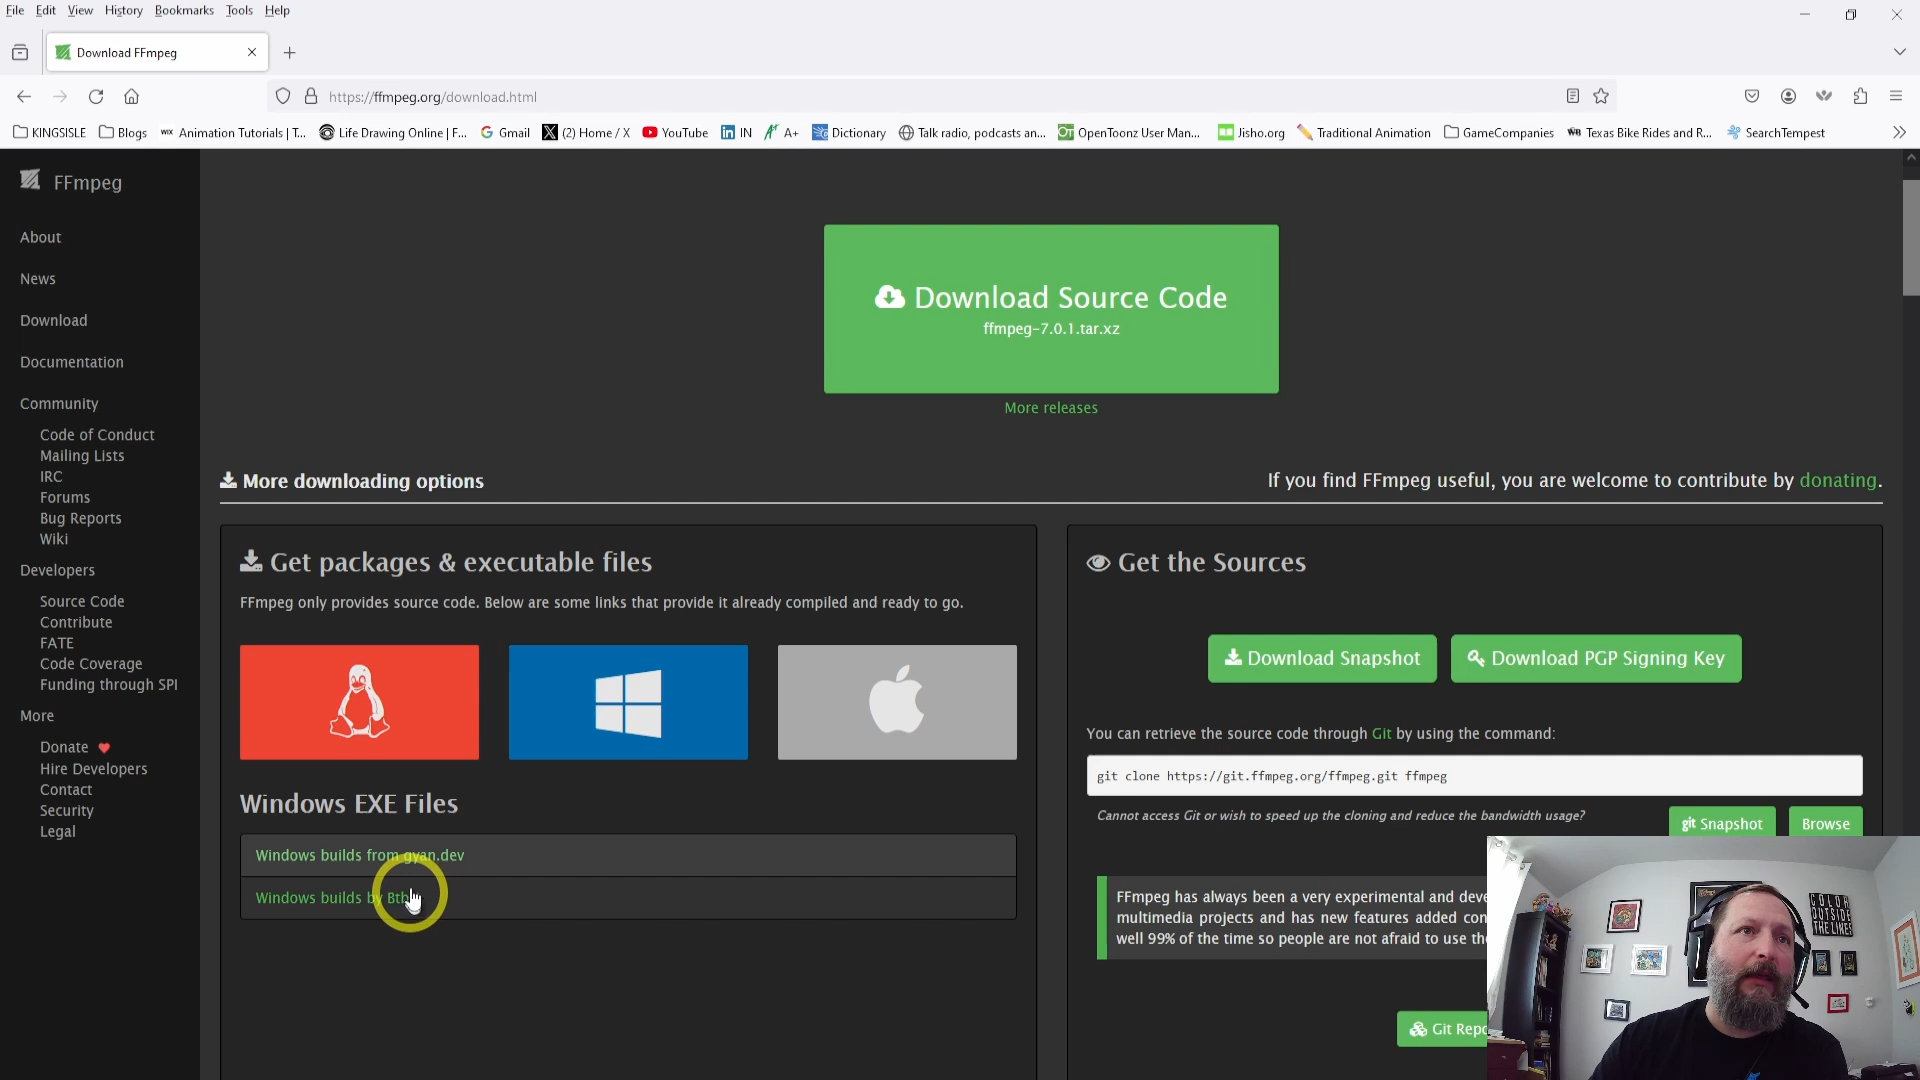 File Edit View History Bookmarks Tools Help
Download FFmpeg
https://ffmpeg.org/download.html
KINGSISLE Blogs WIX Animation Tutorials | T... Life Drawing Online | F... Gmail (2) Home / X YouTube IN A+ Dictionary Talk radio, podcasts an... OT OpenToonz User Man... Jisho.org Traditional Animation GameCompanies WB Texas Bike Rides and R... SearchTempest
FFmpeg
About
News
Download
Documentation
Community
Code of Conduct
Mailing Lists
IRC
Forums
Bug Reports
Wiki
Developers
Source Code
Contribute
FATE
Code Coverage
Funding through SPI
More
Donate
Hire Developers
Contact
Security
Legal
Download Source Code
ffmpeg-7.0.1.tar.xz
More releases
More downloading options
If you find FFmpeg useful, you are welcome to contribute by donating.
Get packages & executable files
FFmpeg only provides source code. Below are some links that provide it already compiled and ready to go.
Windows EXE Files
Windows builds from gyan.dev
Windows builds by
Get the Sources
Download Snapshot
Download PGP Signing Key
You can retrieve the source code through Git by using the command:
git clone https://git.ffmpeg.org/ffmpeg.git ffmpeg
Cannot access Git or wish to speed up the cloning and reduce the bandwidth usage?
git Snapshot
Browse
FFmpeg has always been a very experimental and
multimedia projects and has new features added
well 99% of the time so people are not afraid to use
Git
COLOR
OUTSIDE
THE LINES